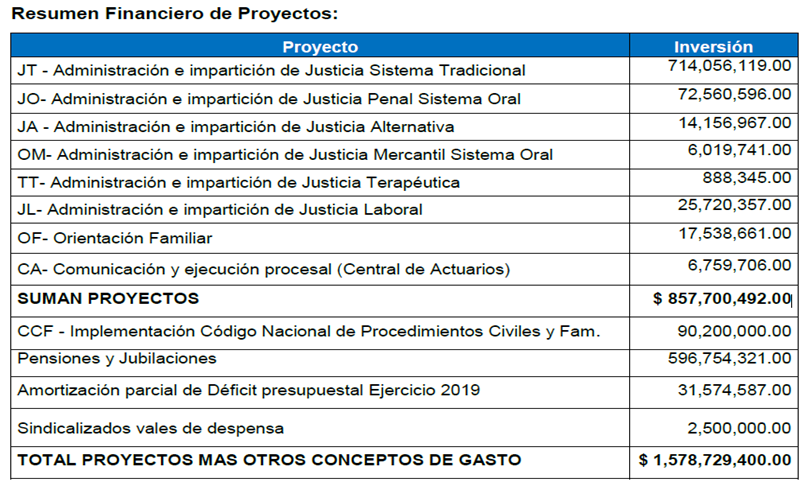 Resumen Financiero de Proyectos:
Proyecto Inversión
JT - Administración e impartición de Justicia Sistema Tradicional 714,056,119.00
JO- Administración e impartición de Justicia Penal Sistema Oral 72,560,596.00
JA - Administración e impartición de Justicia Alternativa 14,156,967.00
OM- Administración e impartición de Justicia Mercantil Sistema Oral 6,019,741.00
TT- Administración e impartición de Justicia Terapéutica 888,345.00
JL- Administración e impartición de Justicia Laboral 25,720,357.00
OF- Orientación Familiar 17,538,661.00
CA- Comunicación y ejecución procesal (Central de Actuarios) 6,759,706.00
SUMAN PROYECTOS $ 857,700,492.00
CCF - Implementación Código Nacional de Procedimientos Civiles y Fam. 90,200,000.00
Pensiones y Jubilaciones 596,754,321.00
Amortización parcial de Déficit presupuestal Ejercicio 2019 31,574,587.00
Sindicalizados vales de despensa 2,500,000.00
TOTAL PROYECTOS MAS OTROS CONCEPTOS DE GASTO $ 1,578,729,400.00